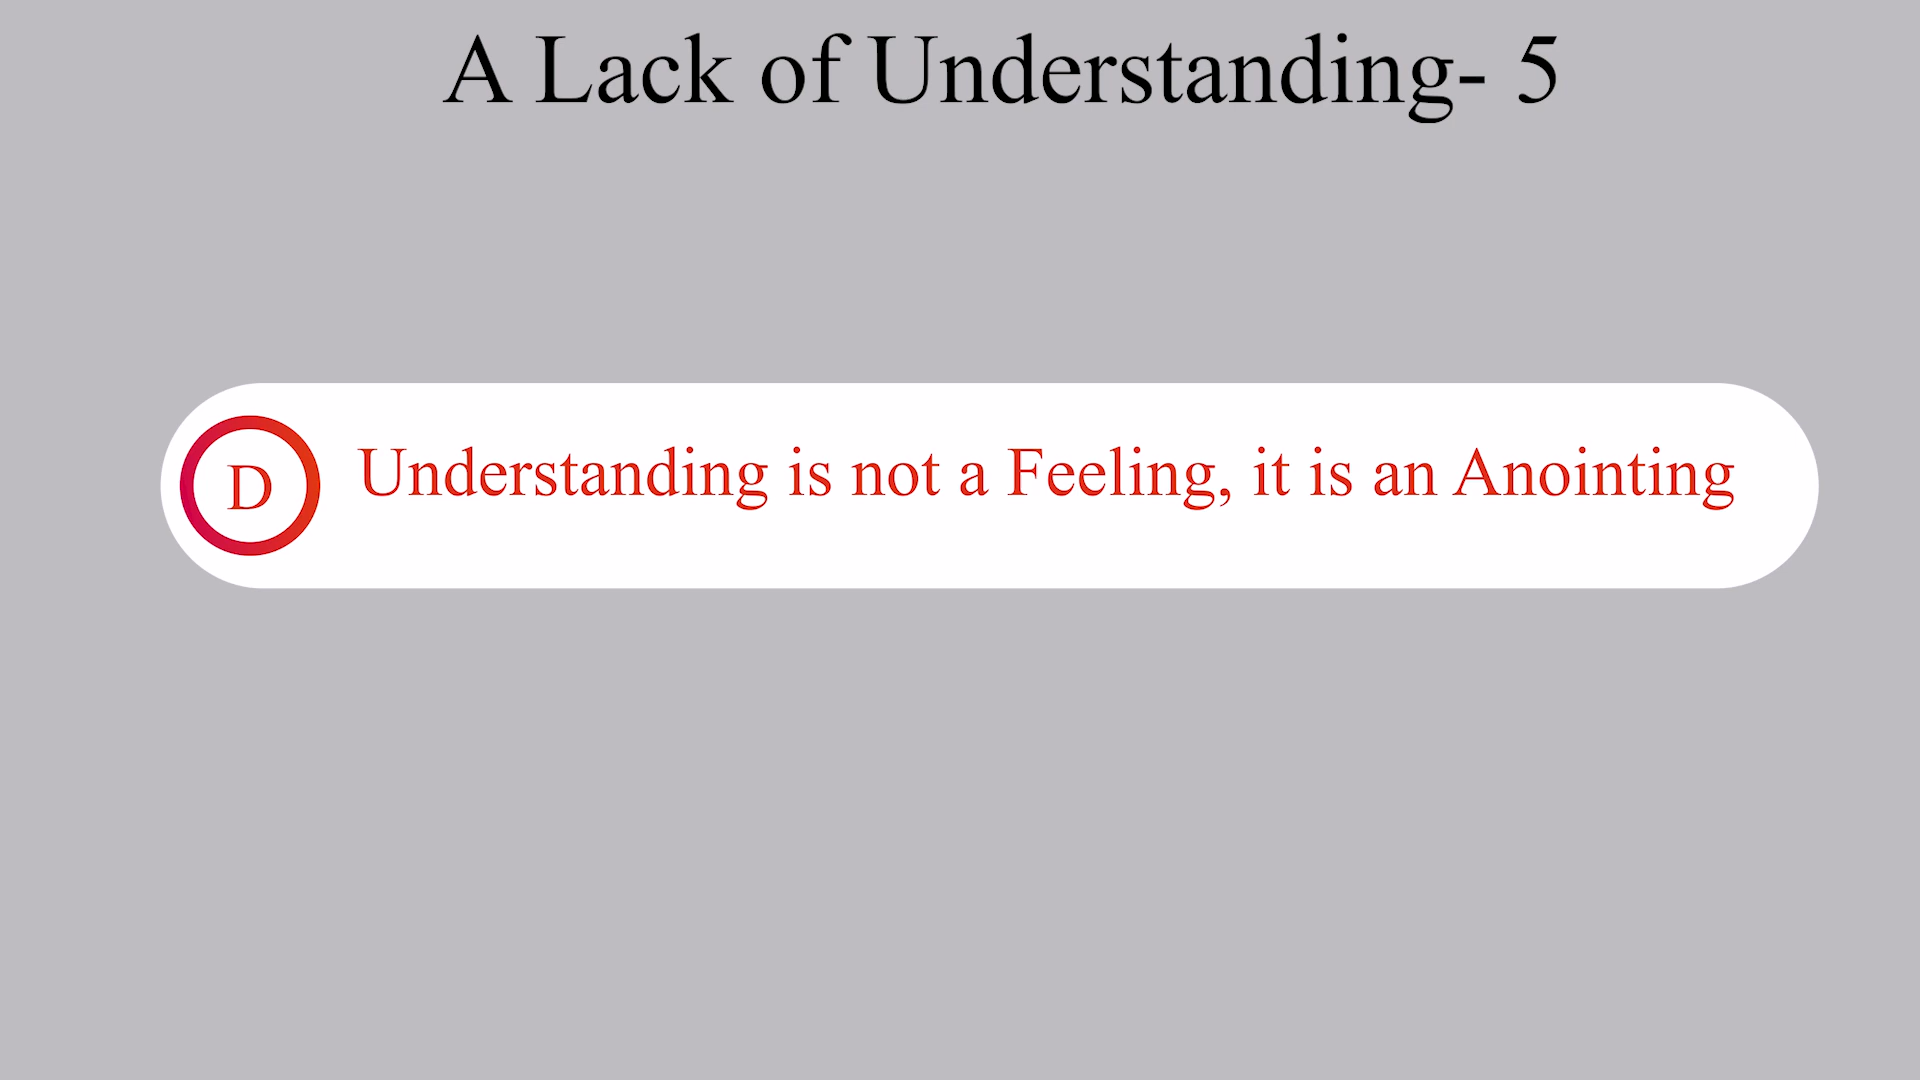 A Lack of Understanding- 5
D Understanding is not a Feeling, it is an Anointing